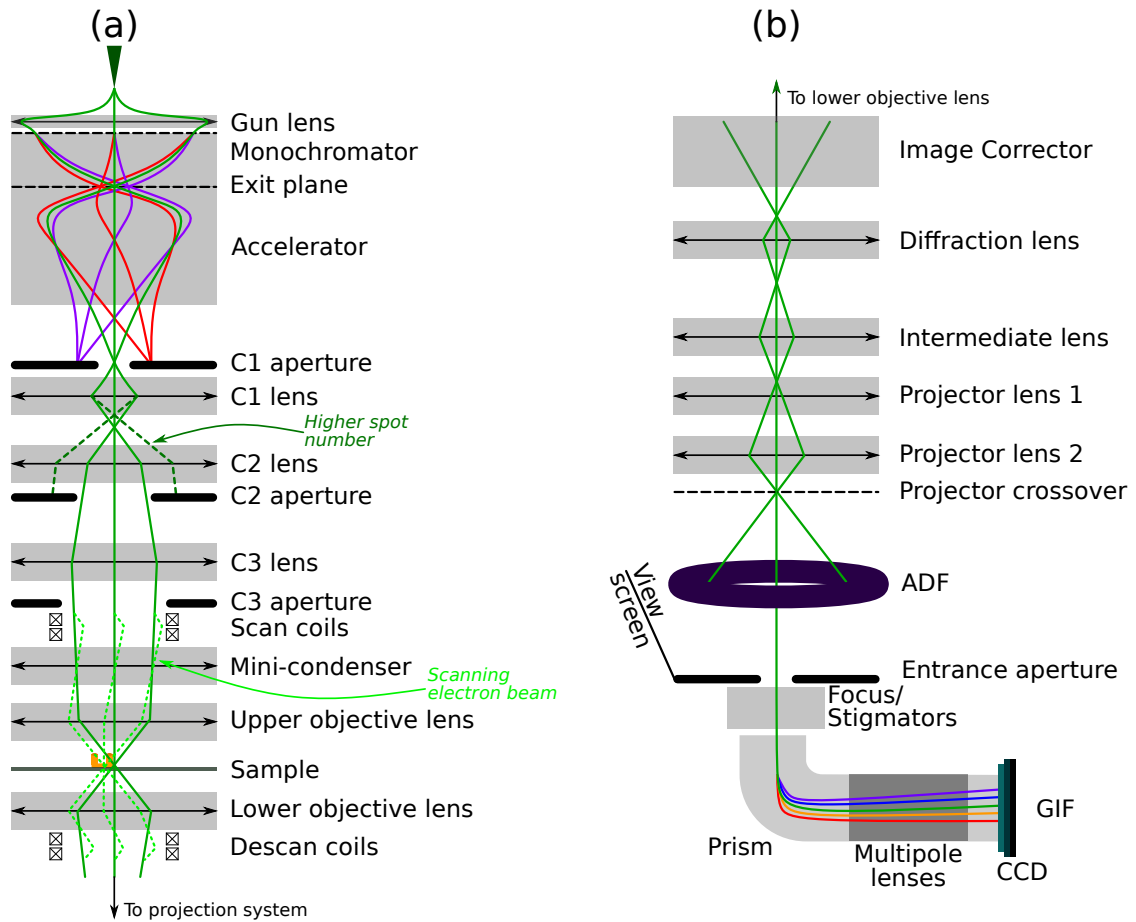 (a)
Gun lens
Monochromator
Exit plane
Accelerator
C1 aperture
C1 lens
Higher spot
number
C2 lens
C2 aperture
C3 lens
C3 aperture
Scan coils
Mini-condenser
Scanning
electron beam
Upper objective lens
Sample
Lower objective lens
Descan coils
To projection system
(b)
To lower objective lens
Image Corrector
Diffraction lens
Intermediate lens
Projector lens 1
Projector lens 2
Projector crossover
ADF
View
screen
Entrance aperture
Focus/
Stigmators
GIF
Prism
Multipole
lenses
CCD